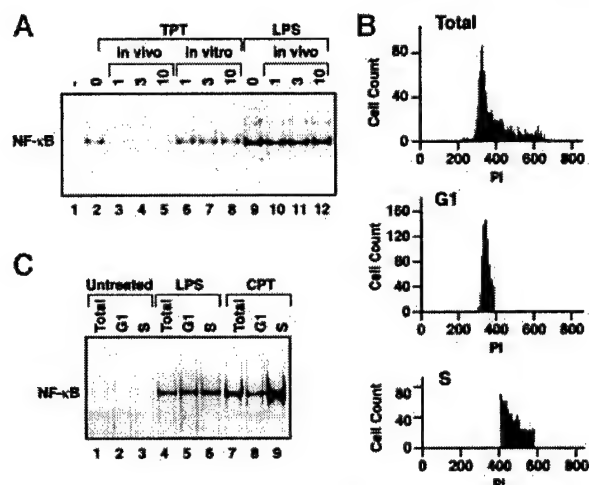 A
TPT
LPS
in vivo
in vitro
in vivo
- 0 1 3 10 1 3 10 0 1 3 10
NF-κB
1 2 3 4 5 6 7 8 9 10 11 12
B
Total
Cell Count
80
40
0
0 200 400 600 800
PI
G1
Cell Count
160
120
80
40
0
0 200 400 600 800
PI
S
Cell Count
80
40
0
0 200 400 600 800
PI
C
Untreated LPS CPT
Total G1 S Total G1 S Total G1 S
NF-κB
1 2 3 4 5 6 7 8 9